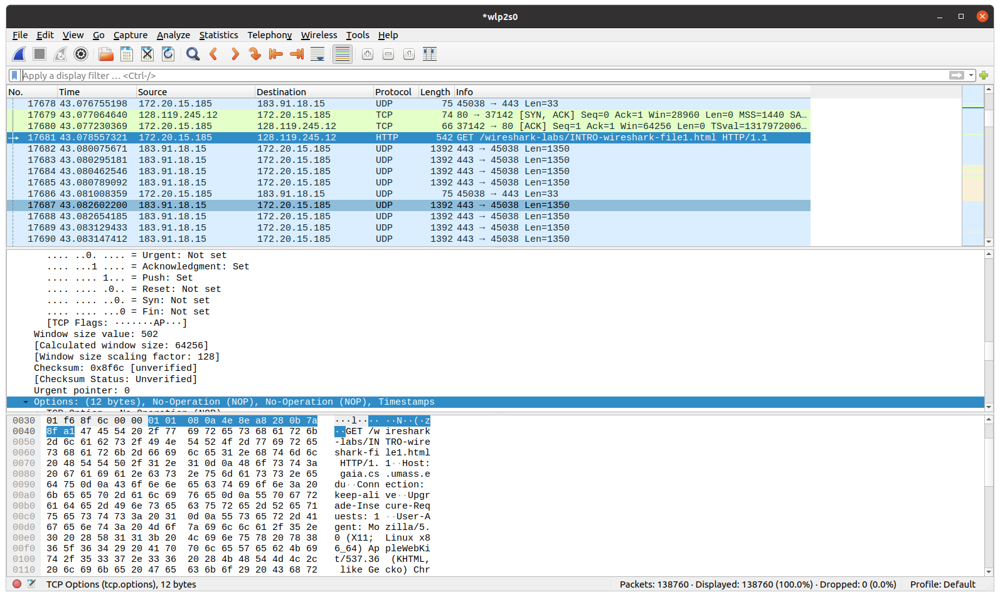 *wlp2s0
File Edit View Go Capture Analyze Statistics Telephony Wireless Tools Help
Apply a display filter … <Ctrl-/>
No. Time Source Destination Protocol Length Info
17678 43.076755198 172.20.15.185 183.91.18.15 UDP 75 45038 → 443 Len=33
17679 43.077064640 128.119.245.12 172.20.15.185 TCP 74 80 → 37142 [SYN, ACK] Seq=0 Ack=1 Win=28960 Len=0 MSS=1440 SA…
17680 43.077230369 172.20.15.185 128.119.245.12 TCP 66 37142 → 80 [ACK] Seq=1 Ack=1 Win=64256 Len=0 TSval=1317972006…
17681 43.078557321 172.20.15.185 128.119.245.12 HTTP 542 GET /wireshark-labs/INTRO-wireshark-file1.html HTTP/1.1
17682 43.080075671 183.91.18.15 172.20.15.185 UDP 1392 443 → 45038 Len=1350
17683 43.080295181 183.91.18.15 172.20.15.185 UDP 1392 443 → 45038 Len=1350
17684 43.080462546 183.91.18.15 172.20.15.185 UDP 1392 443 → 45038 Len=1350
17685 43.080789092 183.91.18.15 172.20.15.185 UDP 1392 443 → 45038 Len=1350
17686 43.081008359 172.20.15.185 183.91.18.15 UDP 75 45038 → 443 Len=33
17687 43.082602200 183.91.18.15 172.20.15.185 UDP 1392 443 → 45038 Len=1350
17688 43.082654185 183.91.18.15 172.20.15.185 UDP 1392 443 → 45038 Len=1350
17689 43.083129433 183.91.18.15 172.20.15.185 UDP 1392 443 → 45038 Len=1350
17690 43.083147412 183.91.18.15 172.20.15.185 UDP 1392 443 → 45038 Len=1350
.... ..0. .... = Urgent: Not set
.... ...1 .... = Acknowledgment: Set
.... .... 1... = Push: Set
.... .... .0.. = Reset: Not set
.... .... ..0. = Syn: Not set
.... .... ...0 = Fin: Not set
[TCP Flags: ·······AP···]
Window size value: 502
[Calculated window size: 64256]
[Window size scaling factor: 128]
Checksum: 0x8f6c [unverified]
[Checksum Status: Unverified]
Urgent pointer: 0
Options: (12 bytes), No-Operation (NOP), No-Operation (NOP), Timestamps
TCP Option - No-Operation (NOP)
0030 01 f6 8f 6c 00 00 01 01 08 0a 4e 8e a8 28 0b 7a ···l···· ··N··(·z
0040 8f a1 47 45 54 20 2f 77 69 72 65 73 68 61 72 6b ··GET /w ireshark
0050 2d 6c 61 62 73 2f 49 4e 54 52 4f 2d 77 69 72 65 -labs/IN TRO-wire
0060 73 68 61 72 6b 2d 66 69 6c 65 31 2e 68 74 6d 6c shark-fi le1.html
0070 20 48 54 54 50 2f 31 2e 31 0d 0a 48 6f 73 74 3a HTTP/1. 1··Host:
0080 20 67 61 69 61 2e 63 73 2e 75 6d 61 73 73 2e 65 gaia.cs .umass.e
0090 64 75 0d 0a 43 6f 6e 6e 65 63 74 69 6f 6e 3a 20 du··Conn ection:
00a0 6b 65 65 70 2d 61 6c 69 76 65 0d 0a 55 70 67 72 keep-ali ve··Upgr
00b0 61 64 65 2d 49 6e 73 65 63 75 72 65 2d 52 65 71 ade-Inse cure-Req
00c0 75 65 73 74 73 3a 20 31 0d 0a 55 73 65 72 2d 41 uests: 1 ··User-A
00d0 67 65 6e 74 3a 20 4d 6f 7a 69 6c 6c 61 2f 35 2e gent: Mo zilla/5.
00e0 30 20 28 58 31 31 3b 20 4c 69 6e 75 78 20 78 38 0 (X11; Linux x8
00f0 36 5f 36 34 29 20 41 70 70 6c 65 57 65 62 4b 69 6_64) Ap pleWebKi
0100 74 2f 35 33 37 2e 33 36 20 28 4b 48 54 4d 4c 2c t/537.36 (KHTML,
0110 20 6c 69 6b 65 20 47 65 63 6b 6f 29 20 43 68 72 like Ge cko) Chr
TCP Options (tcp.options), 12 bytes
Packets: 138760 · Displayed: 138760 (100.0%) · Dropped: 0 (0.0%)
Profile: Default